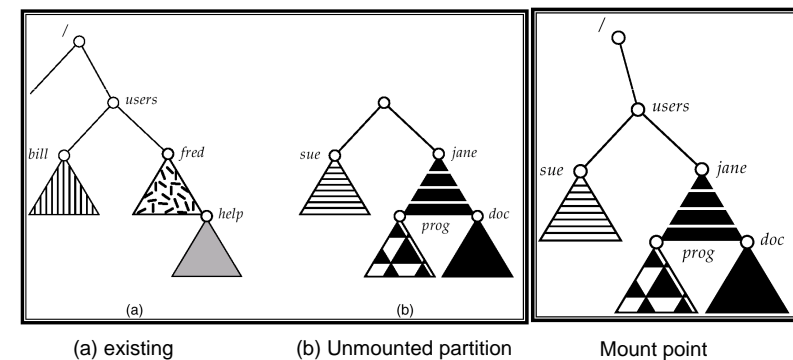 /
users
bill
fred
help
(a)
sue
jane
prog
doc
(b)
/
users
sue
jane
prog
doc
(a) existing
(b) Unmounted partition
Mount point